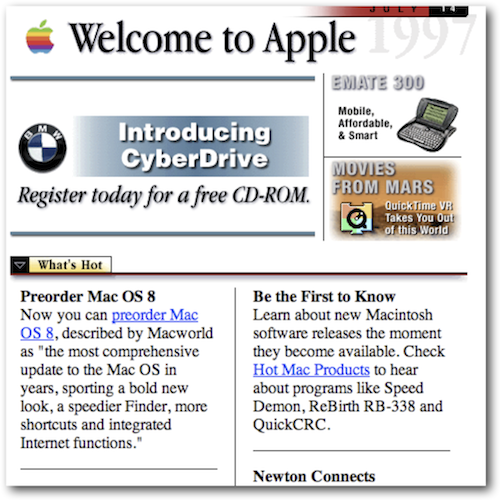 JULY 14
1997
Welcome to Apple
EMATE 300
Mobile,
Affordable,
& Smart
BMW
Introducing
CyberDrive
Register today for a free CD-ROM.
MOVIES
FROM MARS
QuickTime VR
Takes You Out
of this World
What's Hot
Preorder Mac OS 8
Now you can preorder Mac
OS 8, described by Macworld
as "the most comprehensive
update to the Mac OS in
years, sporting a bold new
look, a speedier Finder, more
shortcuts and integrated
Internet functions."
Be the First to Know
Learn about new Macintosh
software releases the moment
they become available. Check
Hot Mac Products to hear
about programs like Speed
Demon, ReBirth RB-338 and
QuickCRC.
Newton Connects